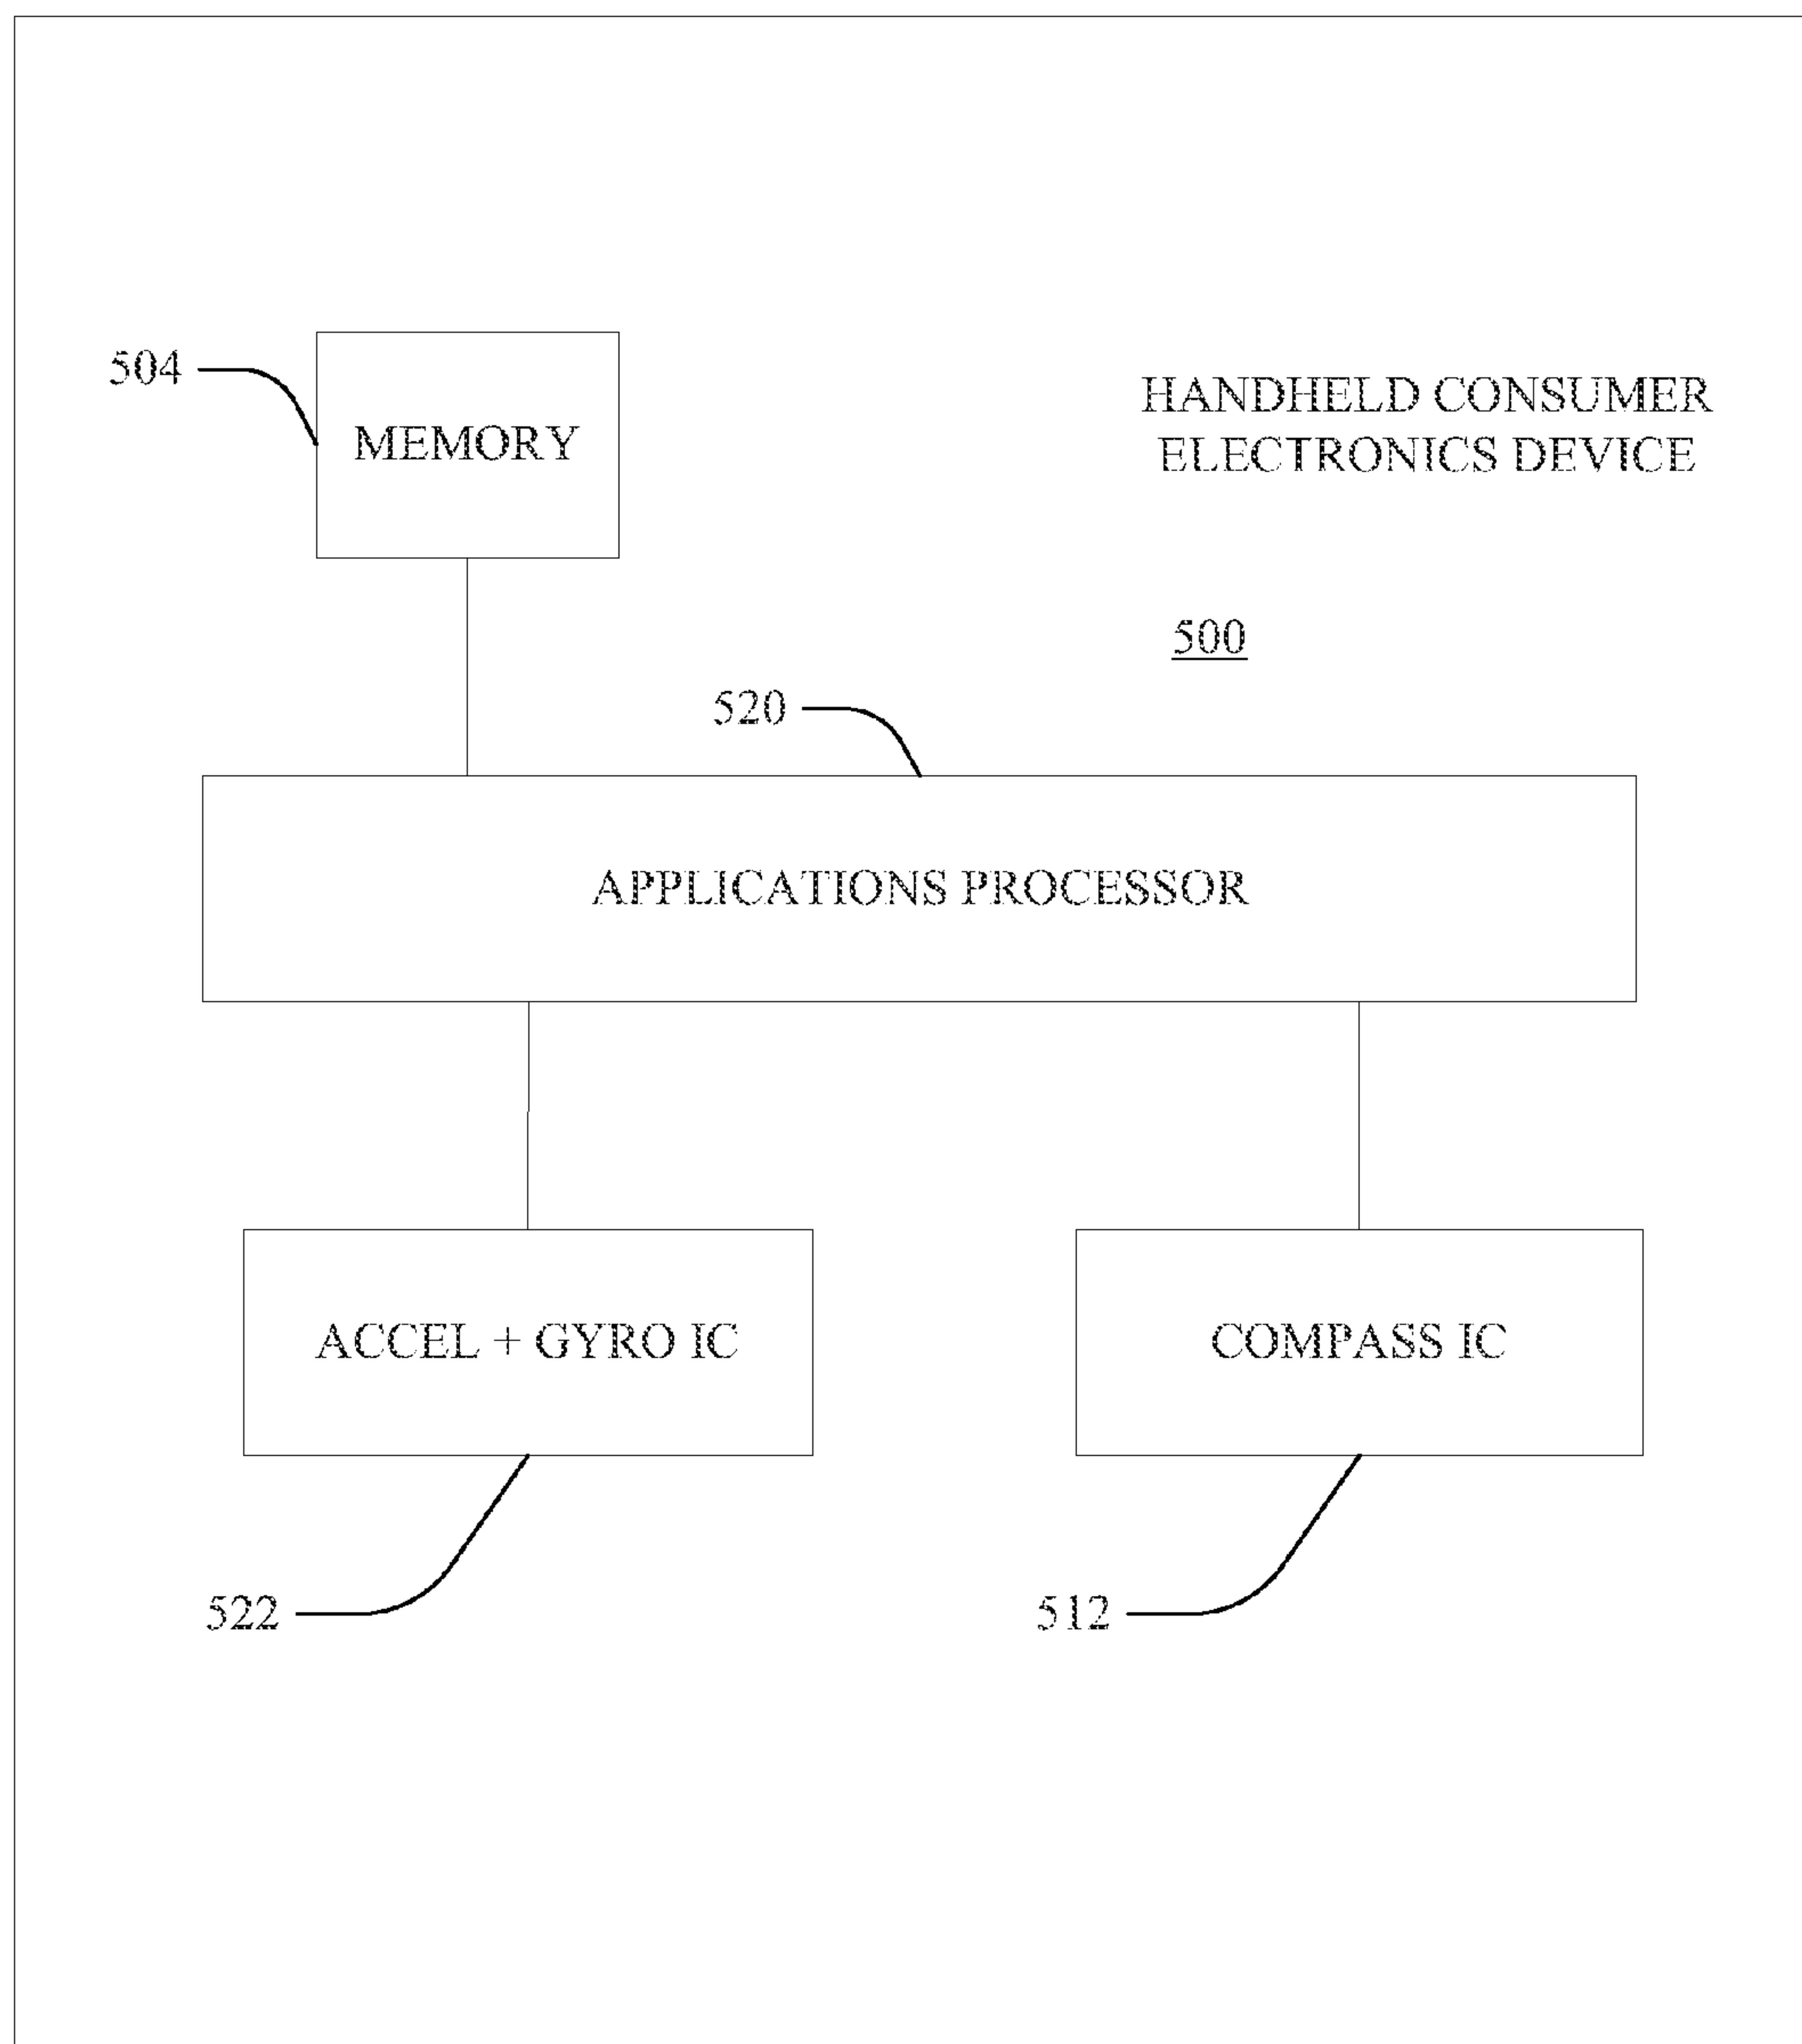 504
MEMORY
HANDHELD CONSUMER
ELECTRONICS DEVICE
500
520
APPLICATIONS PROCESSOR
ACCEL + GYRO IC
COMPASS IC
522
512